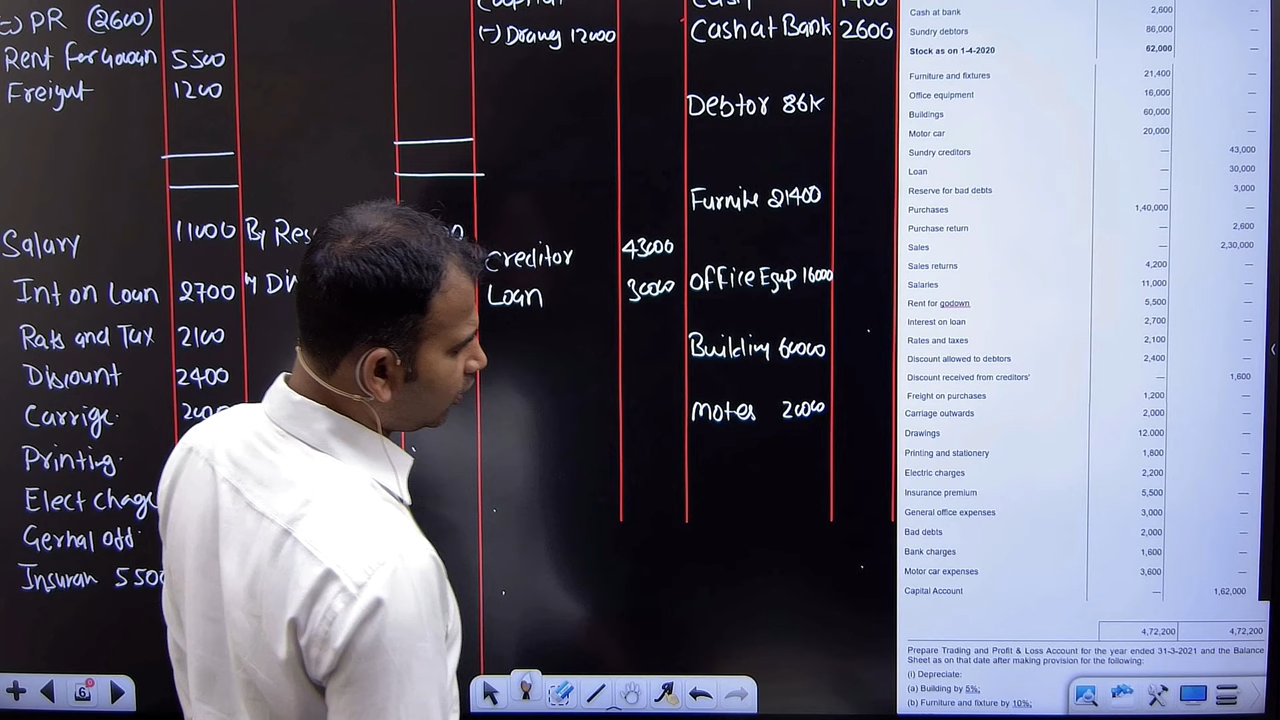 (-) PR (2600)
Rent for Godown 5500
Freight 1200
Salary 11000
Int on Loan 2700
Rats and Tax 2100
Discount 2400
Carrige.
Printing.
Elect Charge
Gerhal off.
Insuran 5500
By Res
(-) Drawg 12000
Creditor 43000
Loan 30000
Cash at Bank 2600
Debtor 86k
Furnite 21400
Office Equp 16000
Building 60000
Motes 20000
Cash at bank 2,600 —
Sundry debtors 86,000 —
Stock as on 1-4-2020 62,000 —
Furniture and fixtures 21,400 —
Office equipment 16,000 —
Buildings 60,000 —
Motor car 20,000 —
Sundry creditors — 43,000
Loan — 30,000
Reserve for bad debts — 3,000
Purchases 1,40,000 —
Purchase return — 2,600
Sales — 2,30,000
Sales returns 4,200 —
Salaries 11,000 —
Rent for godown 5,500 —
Interest on loan 2,700 —
Rates and taxes 2,100 —
Discount allowed to debtors 2,400 —
Discount received from creditors' — 1,600
Freight on purchases 1,200 —
Carriage outwards 2,000 —
Drawings 12,000 —
Printing and stationery 1,800 —
Electric charges 2,200 —
Insurance premium 5,500 —
General office expenses 3,000 —
Bad debts 2,000 —
Bank charges 1,600 —
Motor car expenses 3,600 —
Capital Account — 1,62,000
4,72,200 4,72,200
Prepare Trading and Profit & Loss Account for the year ended 31-3-2021 and the Balance
Sheet as on that date after making provision for the following:
(i) Depreciate:
(a) Building by 5%;
(b) Furniture and fixture by 10%;
6